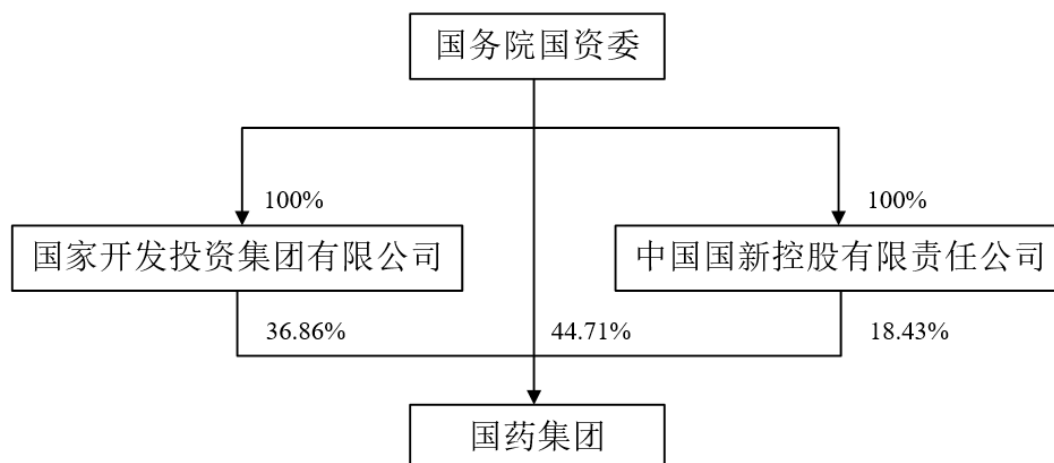 国务院国资委
100%
100%
国家开发投资集团有限公司
中国国新控股有限责任公司
36.86%
44.71%
18.43%
国药集团